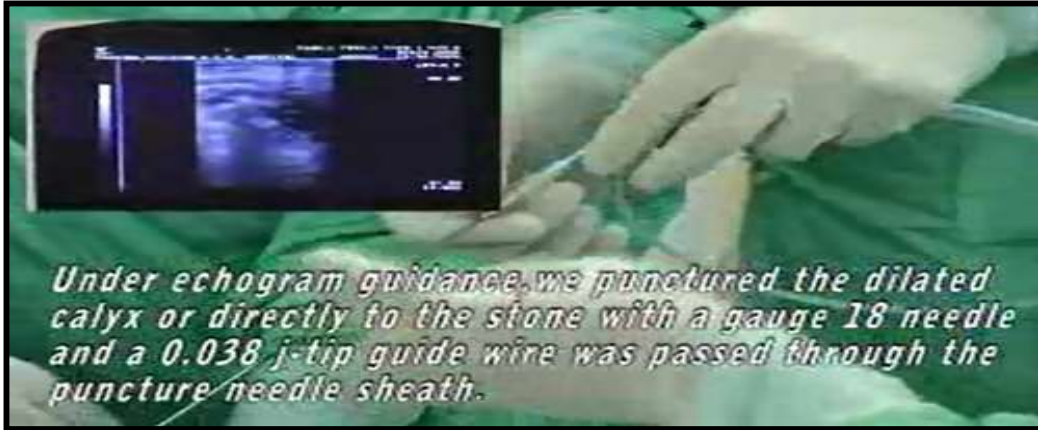 Under echogram guidance,we punctured the dilated
calyx or directly to the stone with a gauge 18 needle
and a 0.038 j-tip guide wire was passed through the
puncture needle sheath.